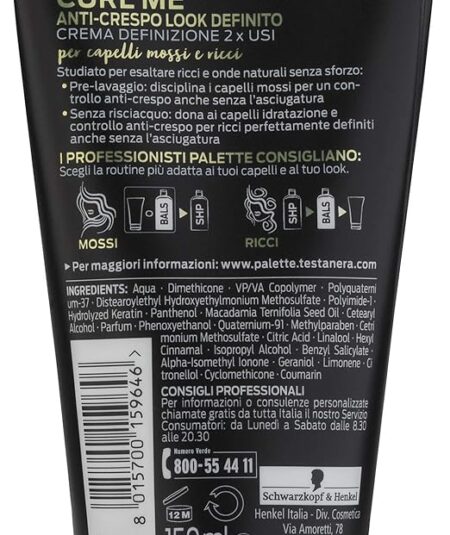 CURL ME
ANTI-CRESPO LOOK DEFINITO
CREMA DEFINIZIONE 2x USI
per capelli mossi e ricci
Studiato per esaltare ricci e onde naturali senza sforzo:
• Pre-lavaggio: disciplina i capelli mossi per un con-
trollo anti-crespo anche senza l'asciugatura
• Senza risciacquo: dona ai capelli idratazione e
controllo anti-crespo per ricci perfettamente definiti
anche senza l'asciugatura
I PROFESSIONISTI PALETTE CONSIGLIANO:
Scegli la routine più adatta ai tuoi capelli e al tuo look.
BALS SHP SHP BALS
MOSSI RICCI
Per maggiori informazioni: www.palette.testanera.
INGREDIENTS: Aqua · Dimethicone · VP/VA Copolymer · Polyquaterni
um-37 · Distearoylethyl Hydroxyethylmonium Methosulfate · Polyimide-1 ·
Hydrolyzed Keratin · Panthenol · Macadamia Ternifolia Seed Oil · Cetearyl
Alcohol · Parfum · Phenoxyethanol · Quaternium-91 · Methylparaben · Cetri
monium Methosulfate · Citric Acid · Linalool · Hexyl
Cinnamal · Isopropyl Alcohol · Benzyl Salicylate ·
Alpha-Isomethyl Ionone · Geraniol · Limonene · Ci
tronellol · Cyclomethicone · Coumarin
CONSIGLI PROFESSIONALI
Per informazioni o consulenze personalizzate
chiamate gratis da tutta Italia il nostro Servizio
Consumatori: da Lunedì a Sabato dalle 8.30
alle 20.30
Numero Verde
800-55 44 11
8 015700 159646
12 M
150ml
Schwarzkopf & Henkel
Henkel Italia - Div. Cosmetica
Via Amoretti, 78